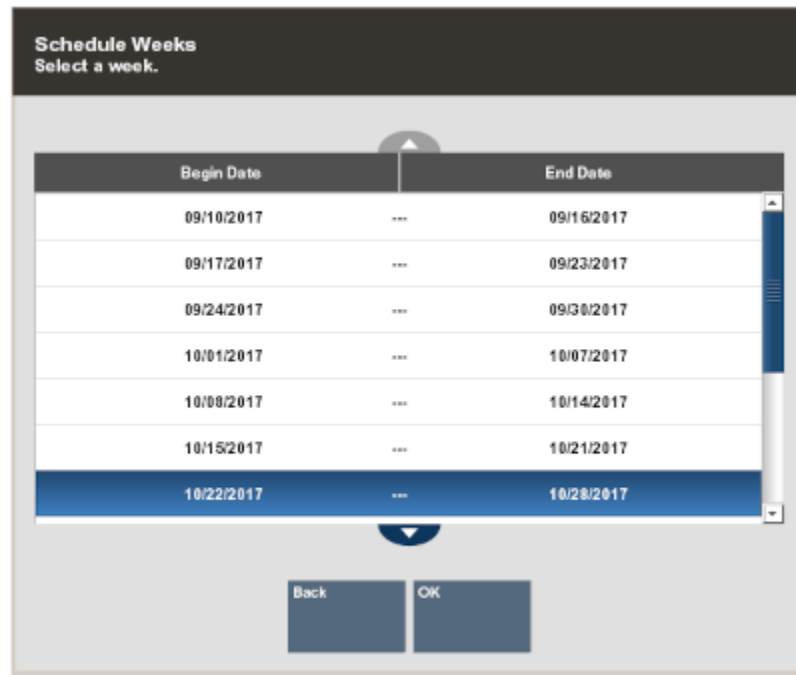 Schedule Weeks
Select a week.
Begin Date End Date
09/10/2017 --- 09/16/2017
09/17/2017 --- 09/23/2017
09/24/2017 --- 09/30/2017
10/01/2017 --- 10/07/2017
10/08/2017 --- 10/14/2017
10/15/2017 --- 10/21/2017
10/22/2017 --- 10/28/2017
Back OK